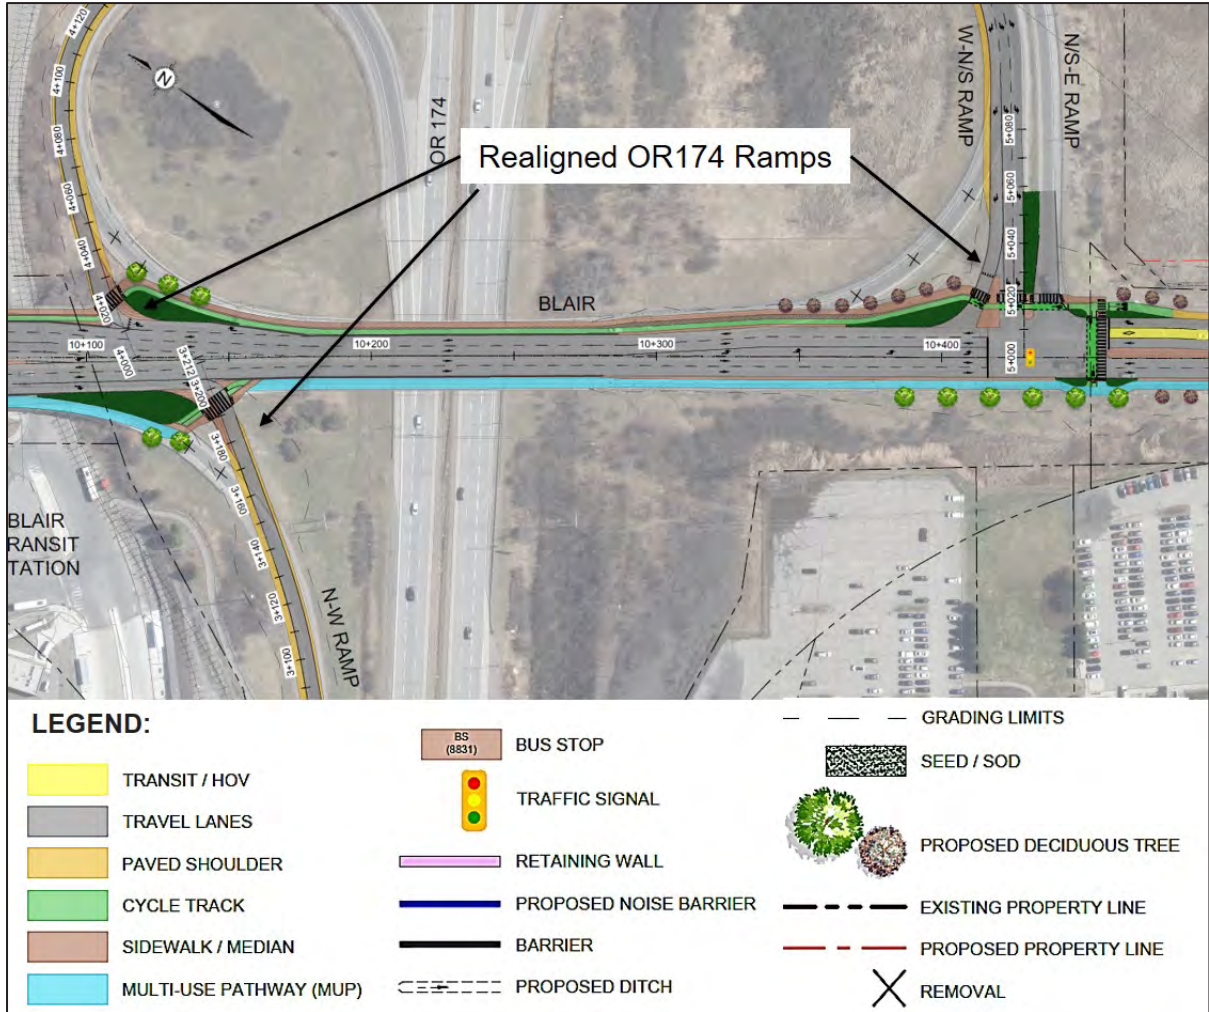 4+120
4+100
4+080
4+060
4+040
4+020
4+000
N
OR 174
Realigned OR174 Ramps
W-N/S RAMP
N/S-E RAMP
5+080
5+060
5+040
5+020
5+000
BLAIR
10+100
10+200
10+300
10+400
3+212
3+200
3+180
3+160
3+140
3+120
3+100
N-W RAMP
BLAIR
RANSIT
TATION
LEGEND:
TRANSIT / HOV
TRAVEL LANES
PAVED SHOULDER
CYCLE TRACK
SIDEWALK / MEDIAN
MULTI-USE PATHWAY (MUP)
BS
(8831)
BUS STOP
TRAFFIC SIGNAL
RETAINING WALL
PROPOSED NOISE BARRIER
BARRIER
PROPOSED DITCH
GRADING LIMITS
SEED / SOD
PROPOSED DECIDUOUS TREE
EXISTING PROPERTY LINE
PROPOSED PROPERTY LINE
REMOVAL